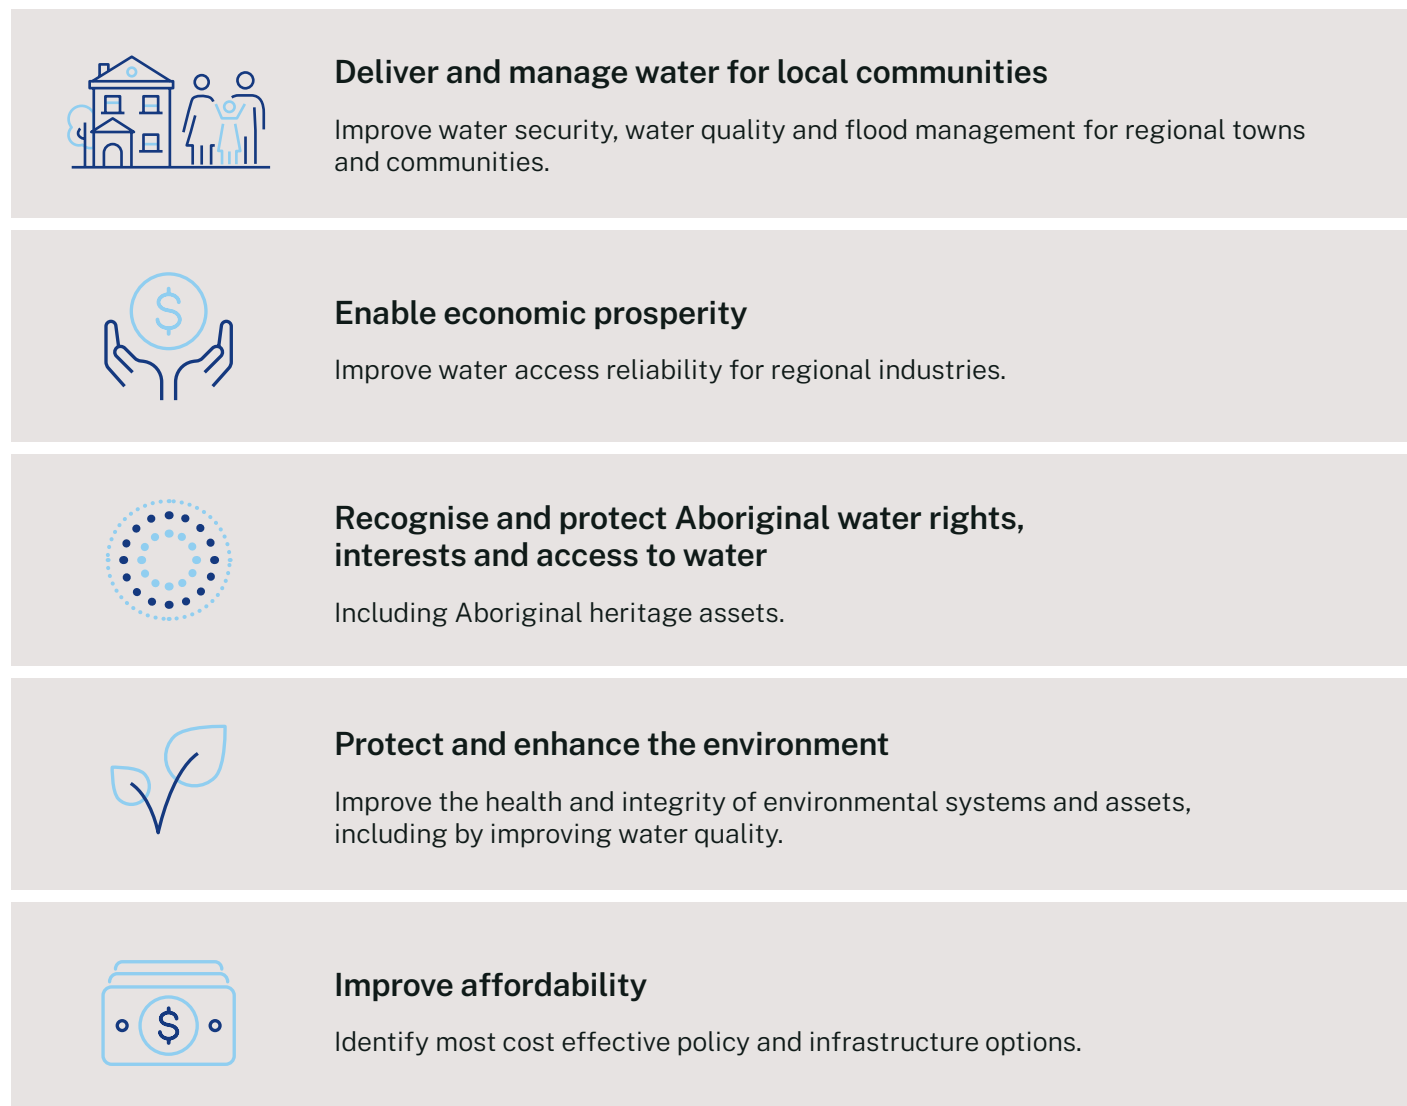 Deliver and manage water for local communities
Improve water security, water quality and flood management for regional towns
and communities.
$
Enable economic prosperity
Improve water access reliability for regional industries.
Recognise and protect Aboriginal water rights,
interests and access to water
Including Aboriginal heritage assets.
Protect and enhance the environment
Improve the health and integrity of environmental systems and assets,
including by improving water quality.
$
Improve affordability
Identify most cost effective policy and infrastructure options.